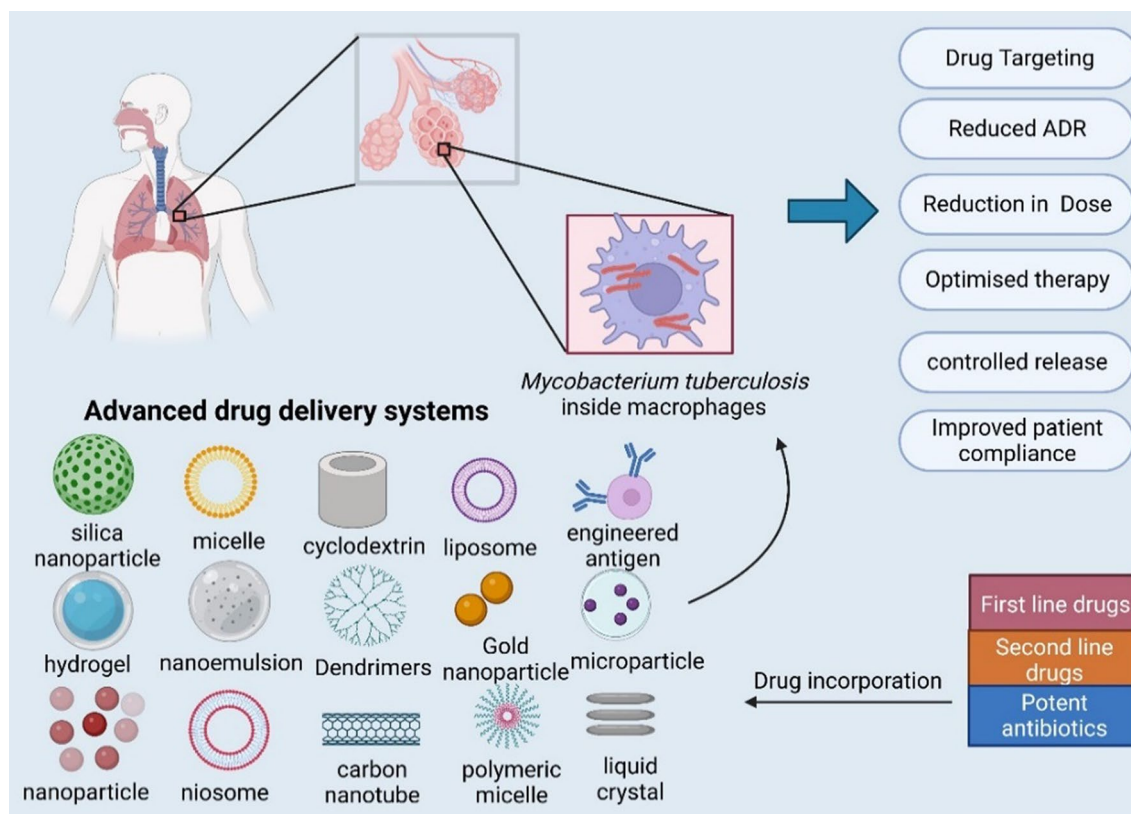 Drug Targeting
Reduced ADR
Reduction in Dose
Optimised therapy
controlled release
Improved patient
compliance
Mycobacterium tuberculosis
inside macrophages
Advanced drug delivery systems
silica
nanoparticle
micelle
cyclodextrin
liposome
engineered
antigen
hydrogel
nanoemulsion
Dendrimers
Gold
nanoparticle
microparticle
nanoparticle
niosome
carbon
nanotube
polymeric
micelle
liquid
crystal
Drug incorporation
First line drugs
Second line
drugs
Potent
antibiotics